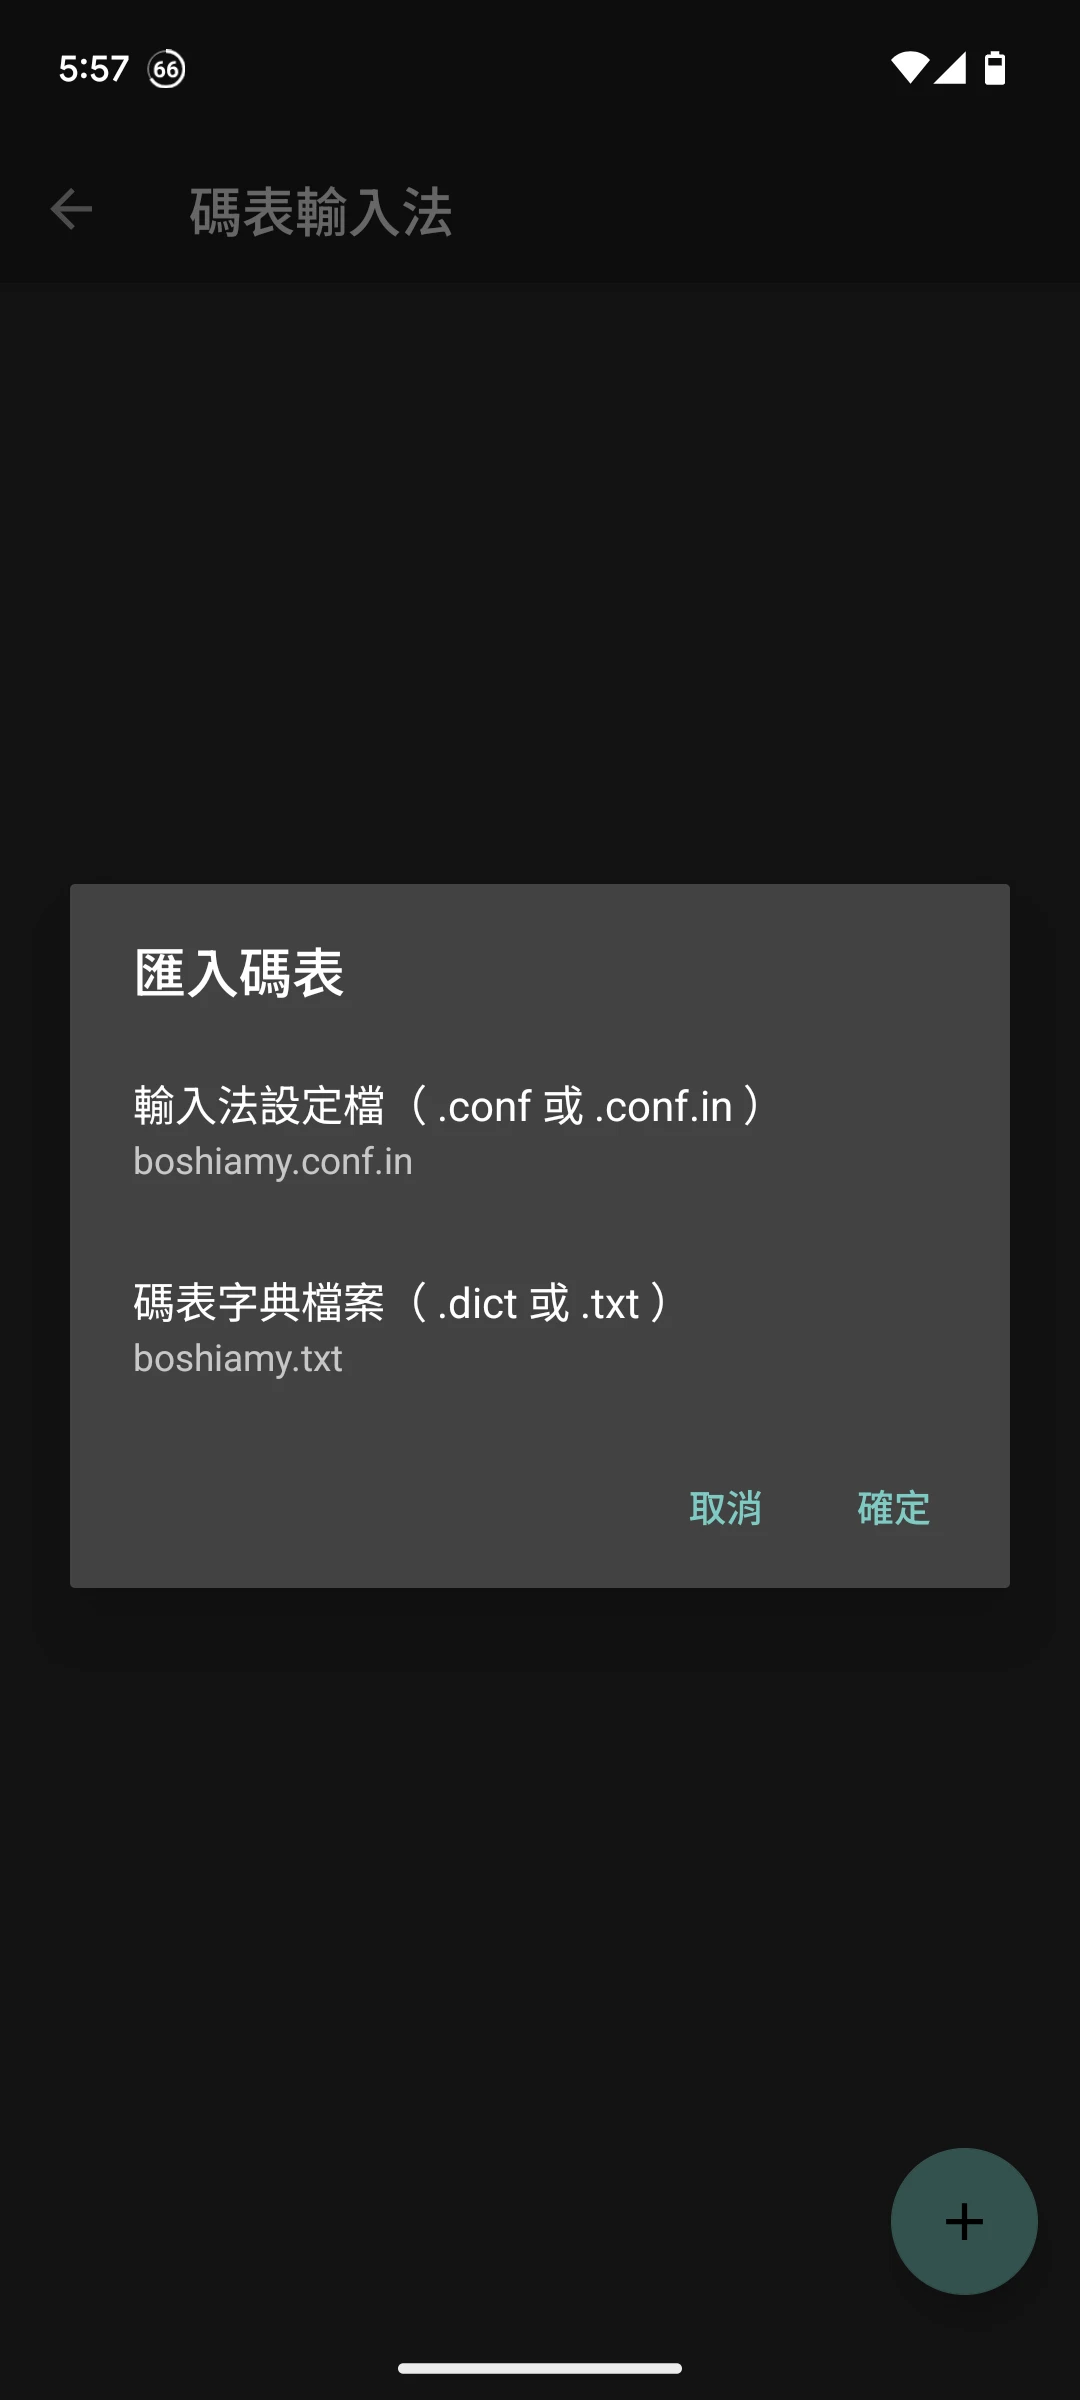 5:57 66
碼表輸入法
匯入碼表
輸入法設定檔（ .conf 或 .conf.in ）
boshiamy.conf.in
碼表字典檔案（ .dict 或 .txt ）
boshiamy.txt
取消 確定